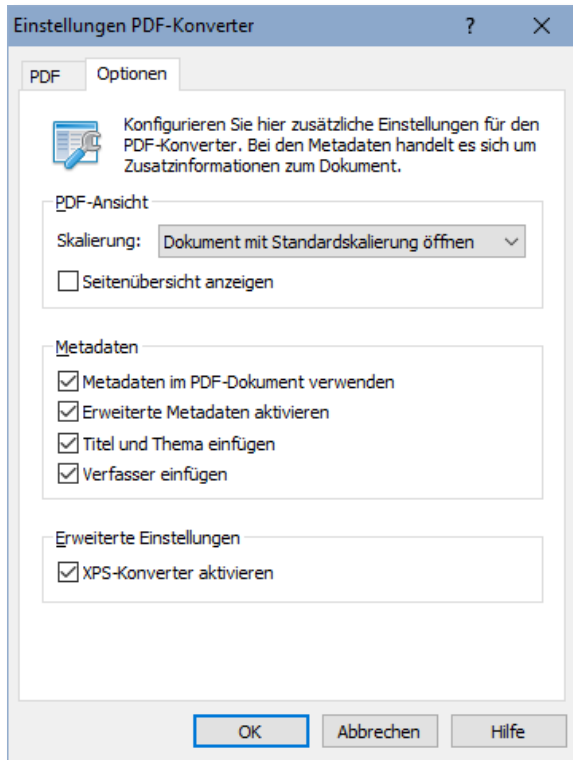 Einstellungen PDF-Konverter ?
PDF Optionen
Konfigurieren Sie hier zusätzliche Einstellungen für den
PDF-Konverter. Bei den Metadaten handelt es sich um
Zusatzinformationen zum Dokument.
PDF-Ansicht
Skalierung: Dokument mit Standardskalierung öffnen
Seitenübersicht anzeigen
Metadaten
Metadaten im PDF-Dokument verwenden
Erweiterte Metadaten aktivieren
Titel und Thema einfügen
Verfasser einfügen
Erweiterte Einstellungen
XPS-Konverter aktivieren
OK Abbrechen Hilfe